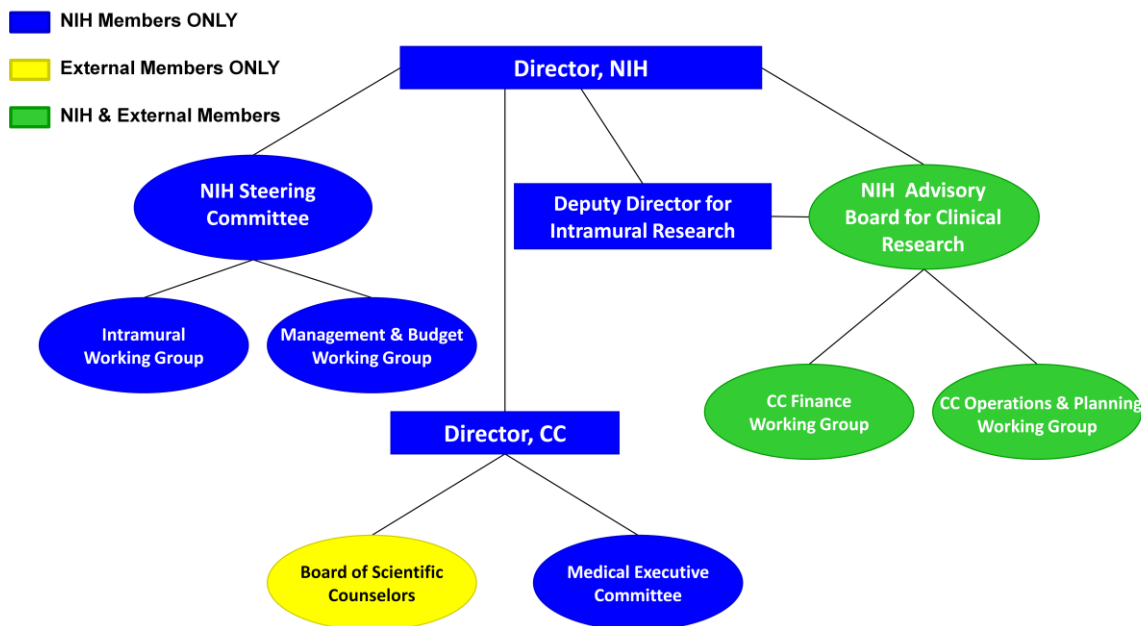 NIH Members ONLY
External Members ONLY
NIH & External Members
Director, NIH
NIH Steering
Committee
Deputy Director for
Intramural Research
NIH Advisory
Board for Clinical
Research
Intramural
Working Group
Management & Budget
Working Group
CC Finance
Working Group
CC Operations & Planning
Working Group
Director, CC
Board of Scientific
Counselors
Medical Executive
Committee